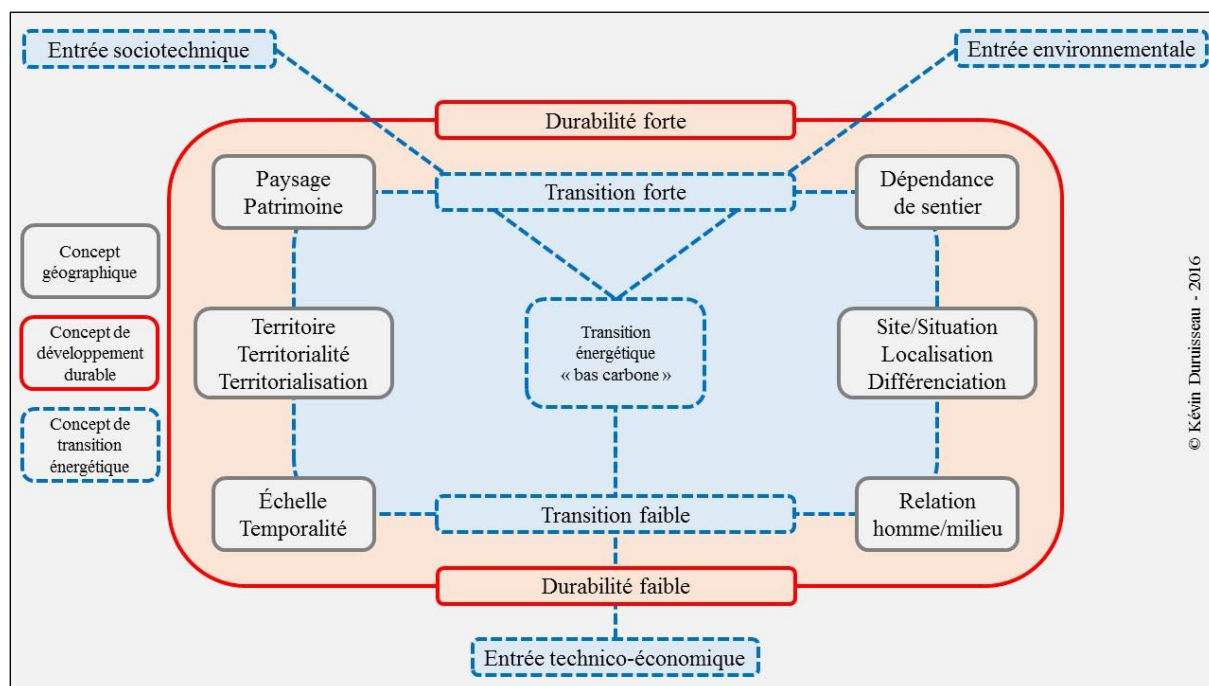 Entrée sociotechnique
Entrée environnementale
Durabilité forte
Paysage
Patrimoine
Transition forte
Dépendance
de sentier
Concept
géographique
Concept de
développement
durable
Concept de
transition
énergétique
Territoire
Territorialité
Territorialisation
Transition
énergétique
« bas carbone »
Site/Situation
Localisation
Différenciation
Échelle
Temporalité
Transition faible
Relation
homme/milieu
Durabilité faible
Entrée technico-économique
© Kévin Duruisseau - 2016